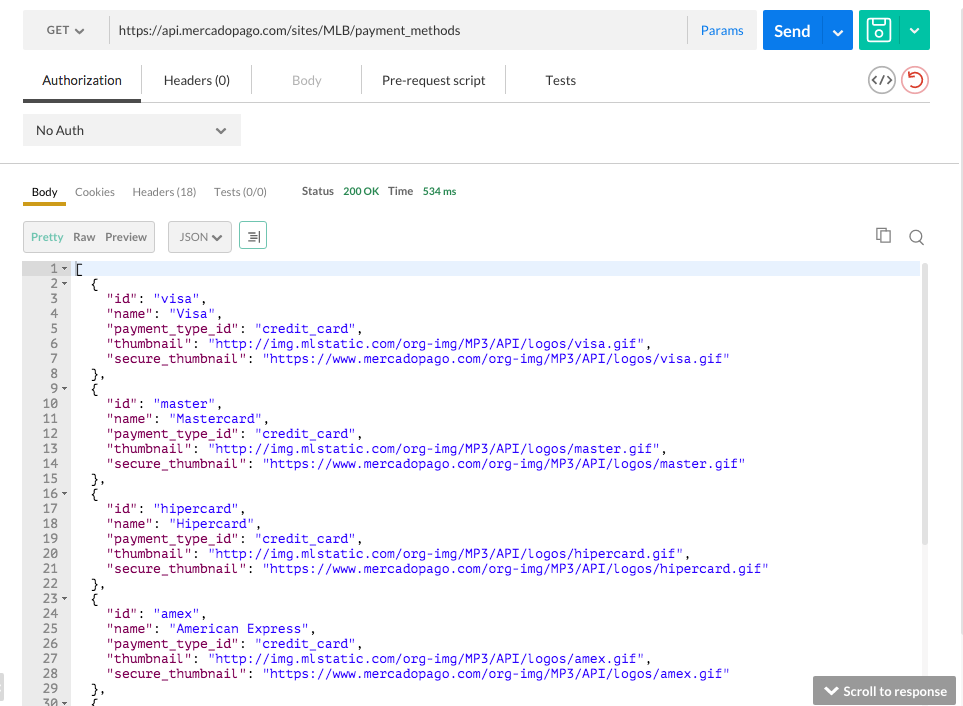 GET https://api.mercadopago.com/sites/MLB/payment_methods Params Send
Authorization Headers (0) Body Pre-request script Tests </>
No Auth
Body Cookies Headers (18) Tests (0/0) Status 200 OK Time 534 ms
Pretty Raw Preview JSON
1 [
2 {
3 "id": "visa",
4 "name": "Visa",
5 "payment_type_id": "credit_card",
6 "thumbnail": "http://img.mlstatic.com/org-img/MP3/API/logos/visa.gif",
7 "secure_thumbnail": "https://www.mercadopago.com/org-img/MP3/API/logos/visa.gif"
8 },
9 {
10 "id": "master",
11 "name": "Mastercard",
12 "payment_type_id": "credit_card",
13 "thumbnail": "http://img.mlstatic.com/org-img/MP3/API/logos/master.gif",
14 "secure_thumbnail": "https://www.mercadopago.com/org-img/MP3/API/logos/master.gif"
15 },
16 {
17 "id": "hipercard",
18 "name": "Hipercard",
19 "payment_type_id": "credit_card",
20 "thumbnail": "http://img.mlstatic.com/org-img/MP3/API/logos/hipercard.gif",
21 "secure_thumbnail": "https://www.mercadopago.com/org-img/MP3/API/logos/hipercard.gif"
22 },
23 {
24 "id": "amex",
25 "name": "American Express",
26 "payment_type_id": "credit_card",
27 "thumbnail": "http://img.mlstatic.com/org-img/MP3/API/logos/amex.gif",
28 "secure_thumbnail": "https://www.mercadopago.com/org-img/MP3/API/logos/amex.gif"
29 },
30 {
Scroll to response